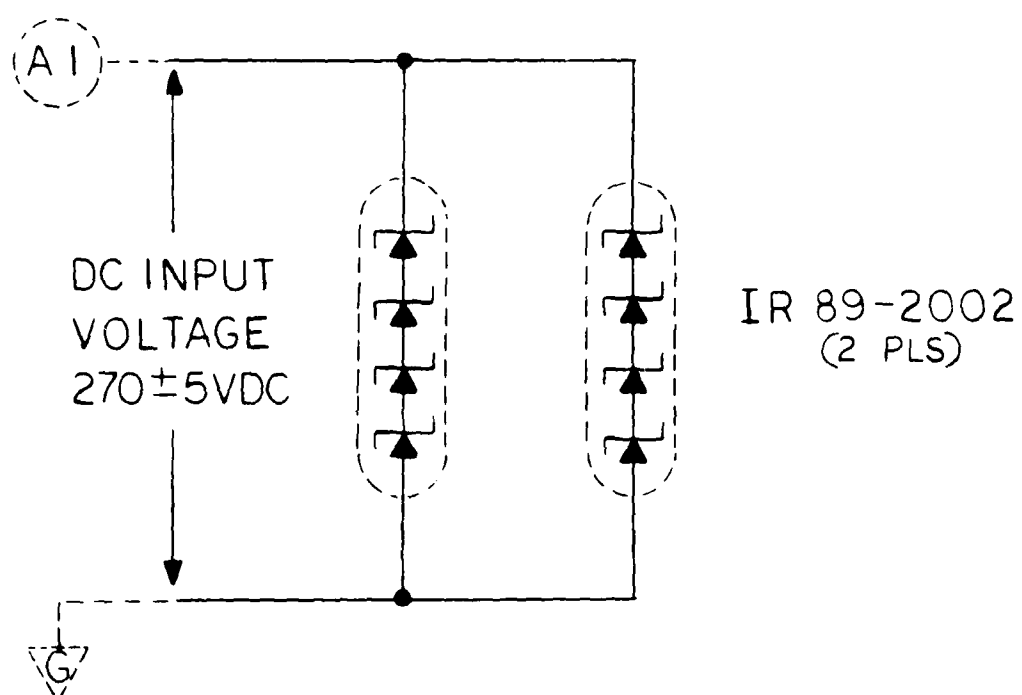 A1
DC INPUT
VOLTAGE
270±5VDC
IR 89-2002
(2 PLS)
G